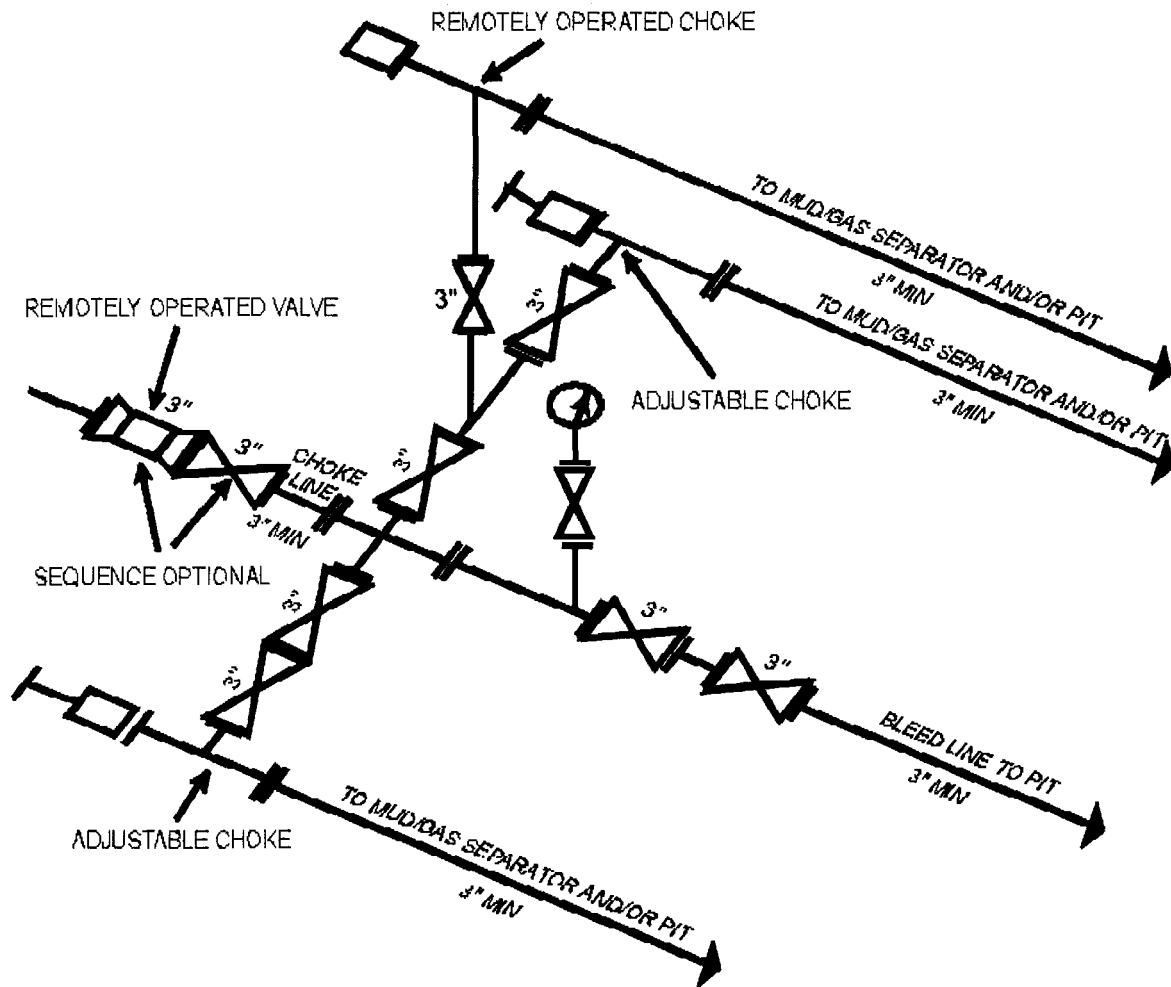 REMOTELY OPERATED CHOKE
TO MUD/GAS SEPARATOR AND/OR PIT
3" MIN
TO MUD/GAS SEPARATOR AND/OR PIT
3" MIN
3"
3"
REMOTELY OPERATED VALVE
ADJUSTABLE CHOKE
3"
3"
CHOKE
LINE
3"
3" MIN
SEQUENCE OPTIONAL
3"
3"
3"
3"
BLEED LINE TO PIT
3" MIN
ADJUSTABLE CHOKE
TO MUD/GAS SEPARATOR AND/OR PIT
3" MIN